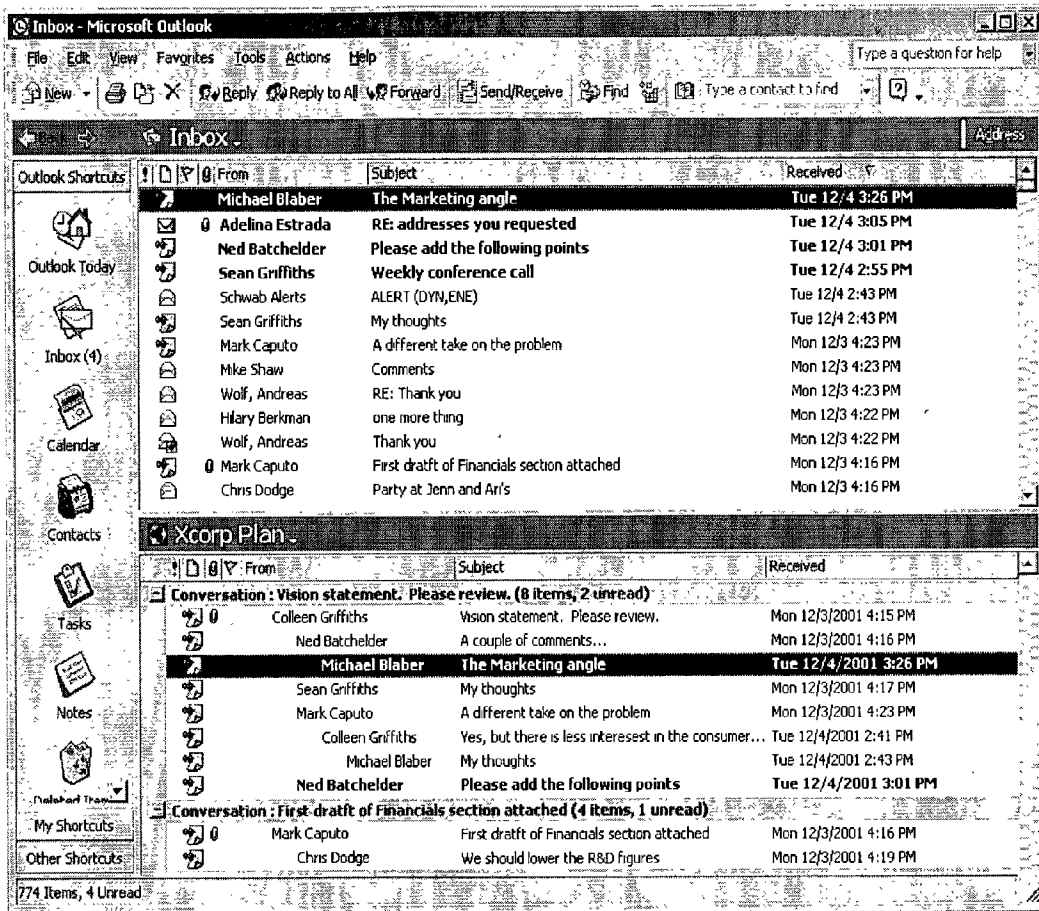 Inbox - Microsoft Outlook
File Edit View Favorites Tools Actions Help Type a question for help
New Reply Reply to All Forward Send/Receive Find Type a contact to find
Back Inbox Address
Outlook Shortcuts ! From Subject Received
Michael Blaber The Marketing angle Tue 12/4 3:26 PM
Adelina Estrada RE: addresses you requested Tue 12/4 3:05 PM
Ned Batchelder Please add the following points Tue 12/4 3:01 PM
Sean Griffiths Weekly conference call Tue 12/4 2:55 PM
Outlook Today
Schwab Alerts ALERT (DYN,ENE) Tue 12/4 2:43 PM
Sean Griffiths My thoughts Tue 12/4 2:43 PM
Mark Caputo A different take on the problem Mon 12/3 4:23 PM
Inbox (4)
Mike Shaw Comments Mon 12/3 4:23 PM
Wolf, Andreas RE: Thank you Mon 12/3 4:23 PM
Hilary Berkman one more thing Mon 12/3 4:22 PM
Calendar
Wolf, Andreas Thank you Mon 12/3 4:22 PM
Mark Caputo First dratft of Financials section attached Mon 12/3 4:16 PM
Chris Dodge Party at Jenn and Ari's Mon 12/3 4:16 PM
Contacts
Xcorp Plan
! From Subject Received
Conversation : Vision statement. Please review. (8 items, 2 unread)
Colleen Griffiths Vision statement. Please review. Mon 12/3/2001 4:15 PM
Tasks
Ned Batchelder A couple of comments... Mon 12/3/2001 4:16 PM
Michael Blaber The Marketing angle Tue 12/4/2001 3:26 PM
Sean Griffiths My thoughts Mon 12/3/2001 4:17 PM
Notes
Mark Caputo A different take on the problem Mon 12/3/2001 4:23 PM
Colleen Griffiths Yes, but there is less interesest in the consumer... Tue 12/4/2001 2:41 PM
Michael Blaber My thoughts Tue 12/4/2001 2:43 PM
Ned Batchelder Please add the following points Tue 12/4/2001 3:01 PM
Conversation : First dratft of Financials section attached (4 items, 1 unread)
My Shortcuts
Mark Caputo First dratft of Financials section attached Mon 12/3/2001 4:16 PM
Other Shortcuts
Chris Dodge We should lower the R&D figures Mon 12/3/2001 4:19 PM
774 Items, 4 Unread